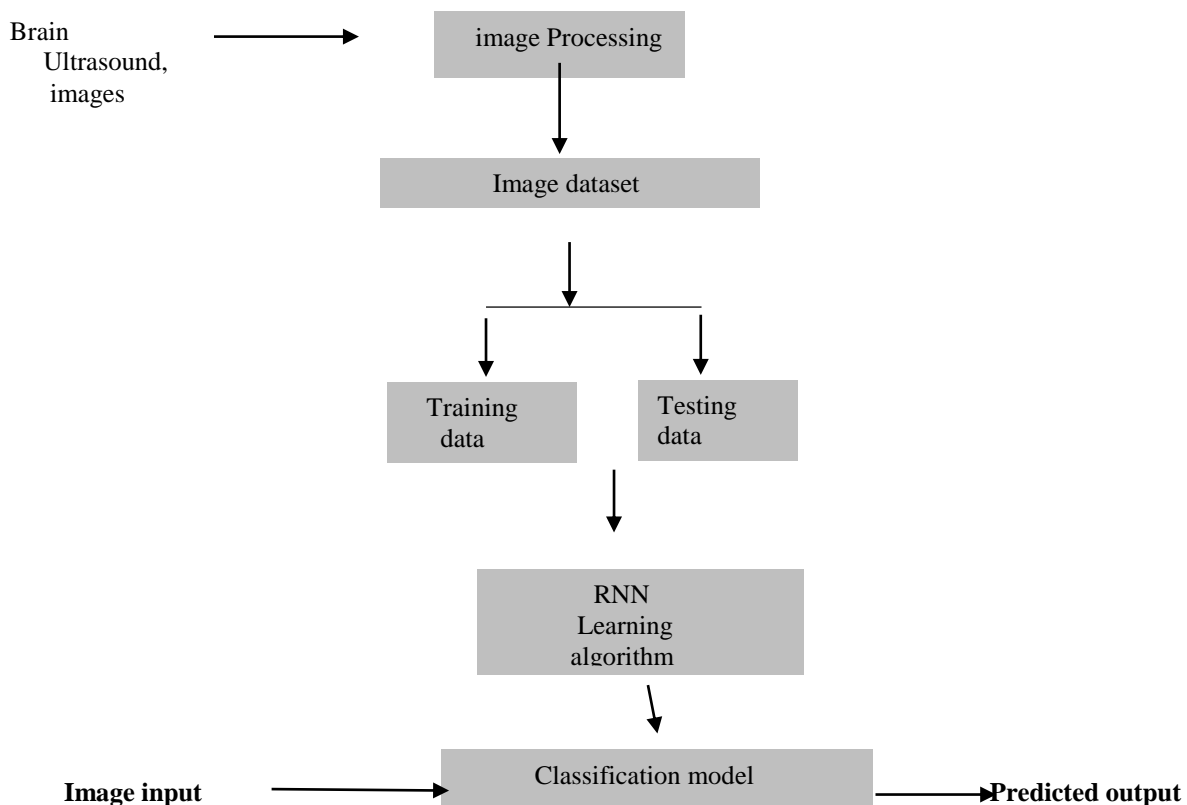 Brain
Ultrasound,
images
image Processing
Image dataset
Training
data
Testing
data
RNN
Learning
algorithm
Classification model
Image input
Predicted output